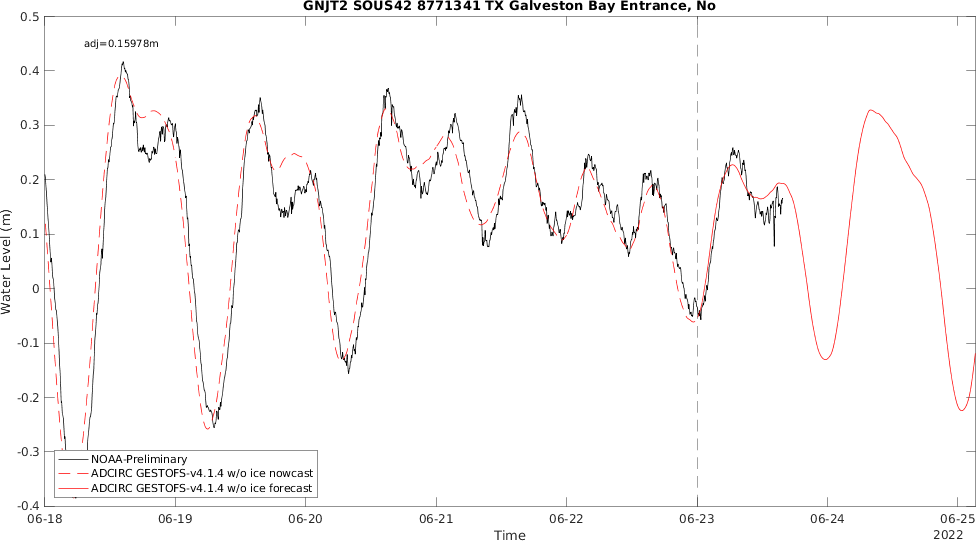 GNJT2 SOUS42 8771341 TX Galveston Bay Entrance, No
adj=0.15978m
Water Level (m)
0.5
0.4
0.3
0.2
0.1
0
-0.1
-0.2
-0.3
-0.4
NOAA-Preliminary
ADCIRC GESTOFS-v4.1.4 w/o ice nowcast
ADCIRC GESTOFS-v4.1.4 w/o ice forecast
06-18 06-19 06-20 06-21 06-22 06-23 06-24 06-25
Time
2022